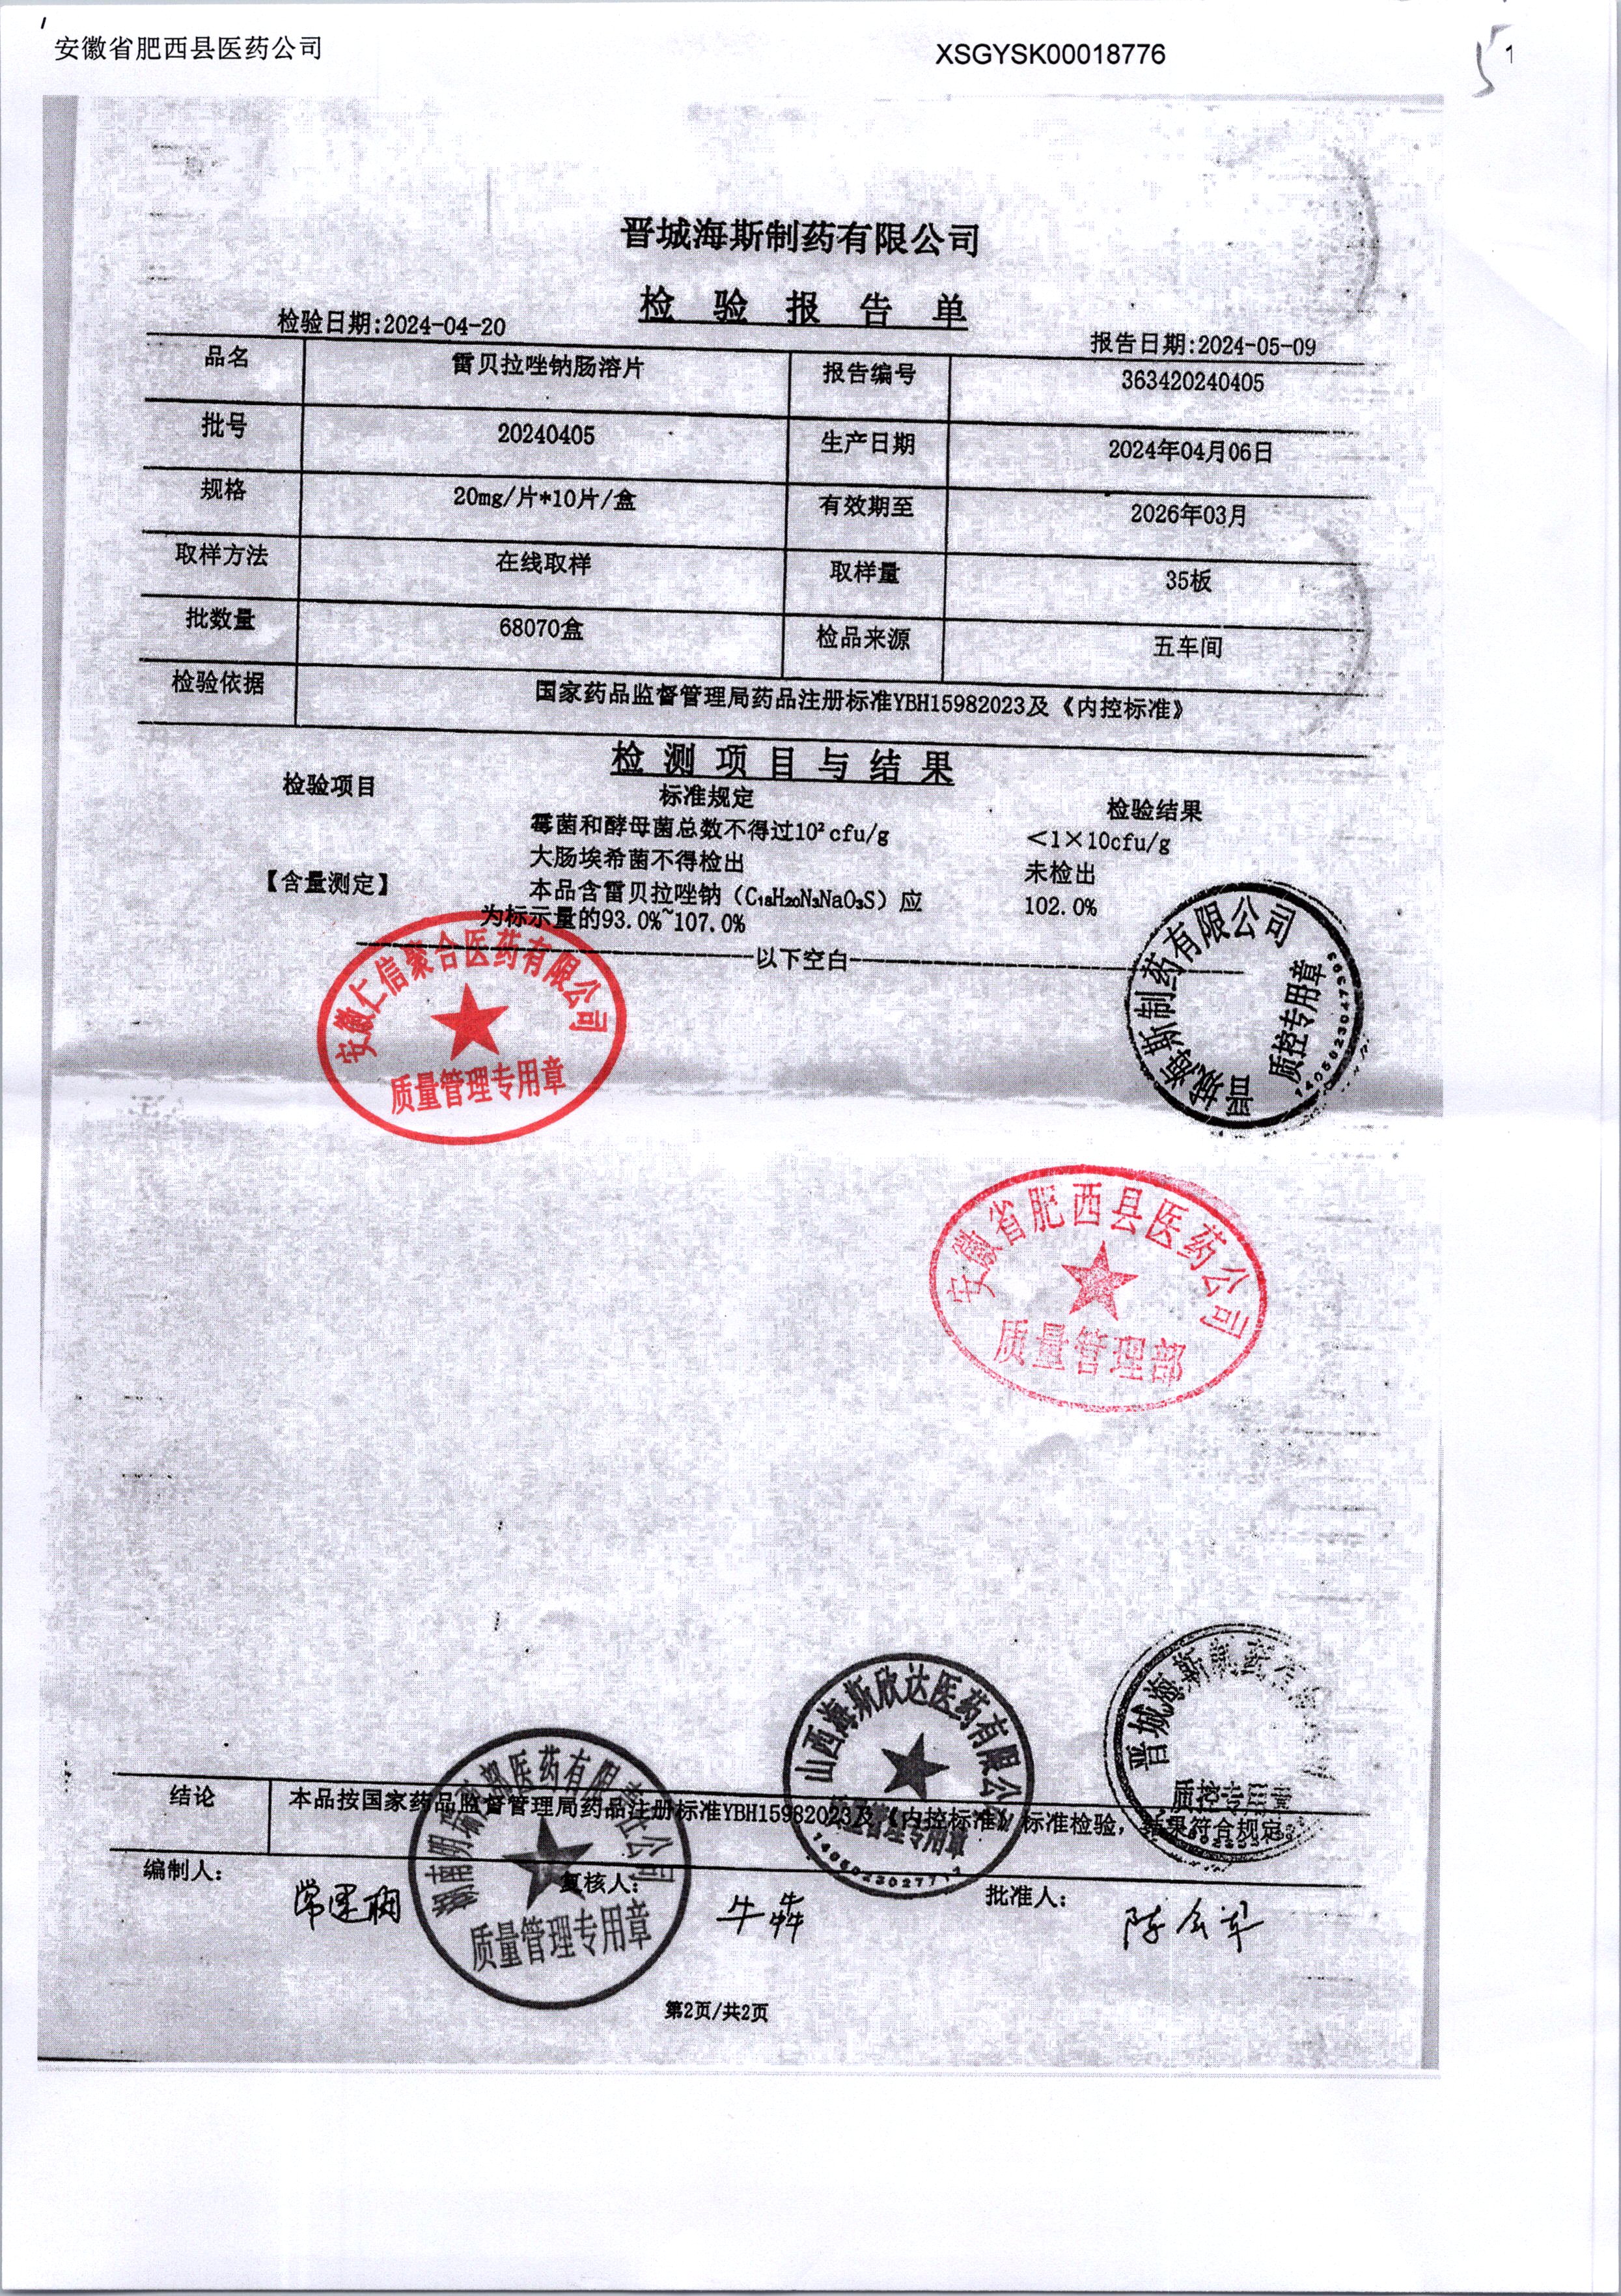 安徽省肥西县医药公司 XSGYSK00018776 1
晋城海斯制药有限公司
检验报告单
检验日期:2024-04-20 报告日期:2024-05-09
品名 雷贝拉唑钠肠溶片 报告编号 363420240405
批号 20240405 生产日期 2024年04月06日
规格 20mg/片*10片/盒 有效期至 2026年03月
取样方法 在线取样 取样量 35板
批数量 68070盒 检品来源 五车间
检验依据 国家药品监督管理局药品注册标准YBH15982023及《内控标准》
检测项目与结果
检验项目 标准规定 检验结果
霉菌和酵母菌总数不得过10² cfu/g <1×10cfu/g
大肠埃希菌不得检出 未检出
【含量测定】 本品含雷贝拉唑钠（C₁₈H₂₀N₃NaO₃S）应 102.0%
为标示量的93.0%~107.0%
以下空白
安徽仁信聚合医药有限公司
质量管理专用章
晋城海斯制药有限公司
质控专用章
安徽省肥西县医药公司
质量管理部
山西海斯欣达医药有限公
质量管理专用章
晋城海斯制药有
质控专用章
结论 本品按国家药品监督管理局药品注册标准YBH15982023及《内控标准》标准检验，结果符合规定。
编制人: 复核人: 批准人:
质量管理专用章
第2页/共2页